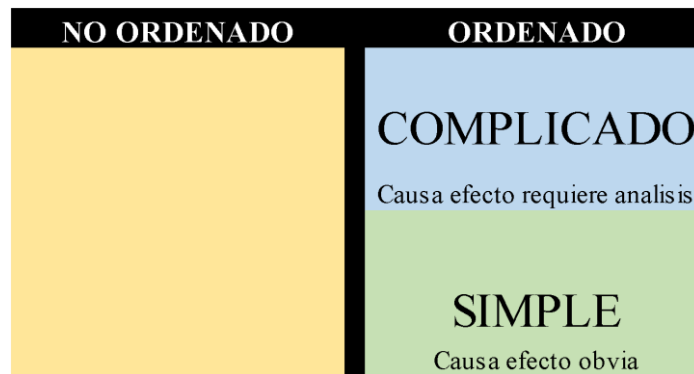 NO ORDENADO
ORDENADO
COMPLICADO
Causa efecto requiere analisis
SIMPLE
Causa efecto obvia